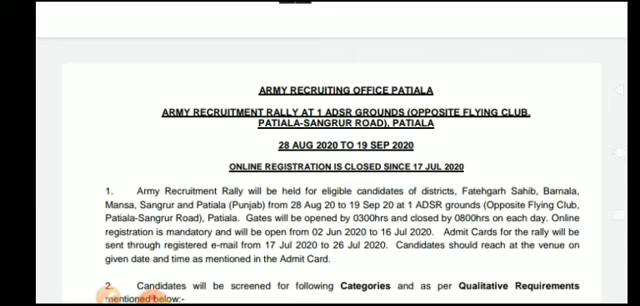 ARMY RECRUITING OFFICE PATIALA
ARMY RECRUITMENT RALLY AT 1 ADSR GROUNDS (OPPOSITE FLYING CLUB,
PATIALA-SANGRUR ROAD), PATIALA
28 AUG 2020 TO 19 SEP 2020
ONLINE REGISTRATION IS CLOSED SINCE 17 JUL 2020
1. Army Recruitment Rally will be held for eligible candidates of districts, Fatehgarh Sahib, Barnala,
Mansa, Sangrur and Patiala (Punjab) from 28 Aug 20 to 19 Sep 20 at 1 ADSR grounds (Opposite Flying Club,
Patiala-Sangrur Road), Patiala. Gates will be opened by 0300hrs and closed by 0800hrs on each day. Online
registration is mandatory and will be open from 02 Jun 2020 to 16 Jul 2020. Admit Cards for the rally will be
sent through registered e-mail from 17 Jul 2020 to 26 Jul 2020. Candidates should reach at the venue on
given date and time as mentioned in the Admit Card.
2. Candidates will be screened for following Categories and as per Qualitative Requirements
mentioned below:-